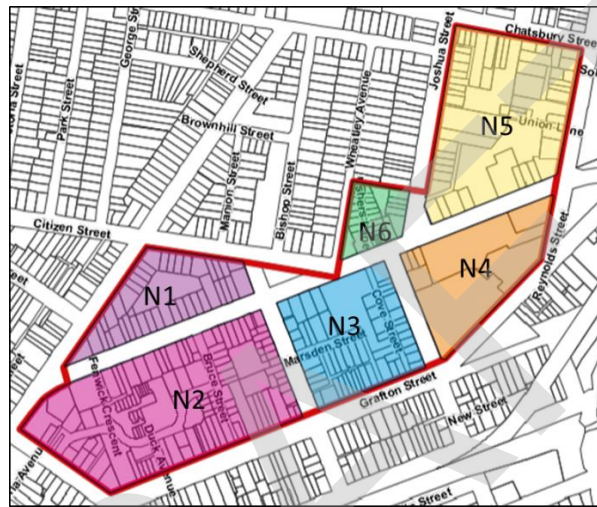 Chatsbury Street
Joshua Street
George Street
Shepherd Street
Park Street
Brownhill Street
Wheatley Avenue
Union Lane
N5
Marion Street
Bishop Street
Citizen Street
N6
N4
Reynolds Street
N1
N3
Cove Street
Marsden Street
Bruce Street
Fenwick Crescent
N2
Grafton Street
New Street
Duck Avenue
Avenue
Street